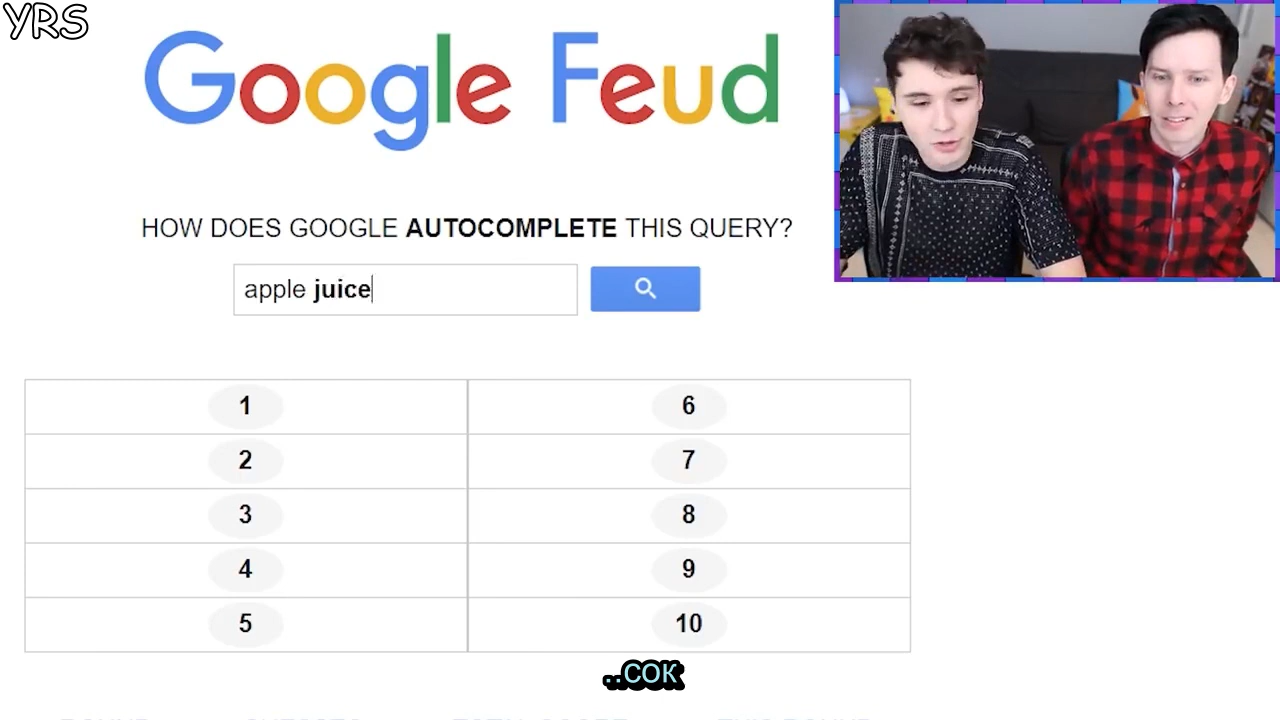 YRS
Google Feud
HOW DOES GOOGLE AUTOCOMPLETE THIS QUERY?
apple juice
1
6
2
7
3
8
4
9
5
10
..СОК